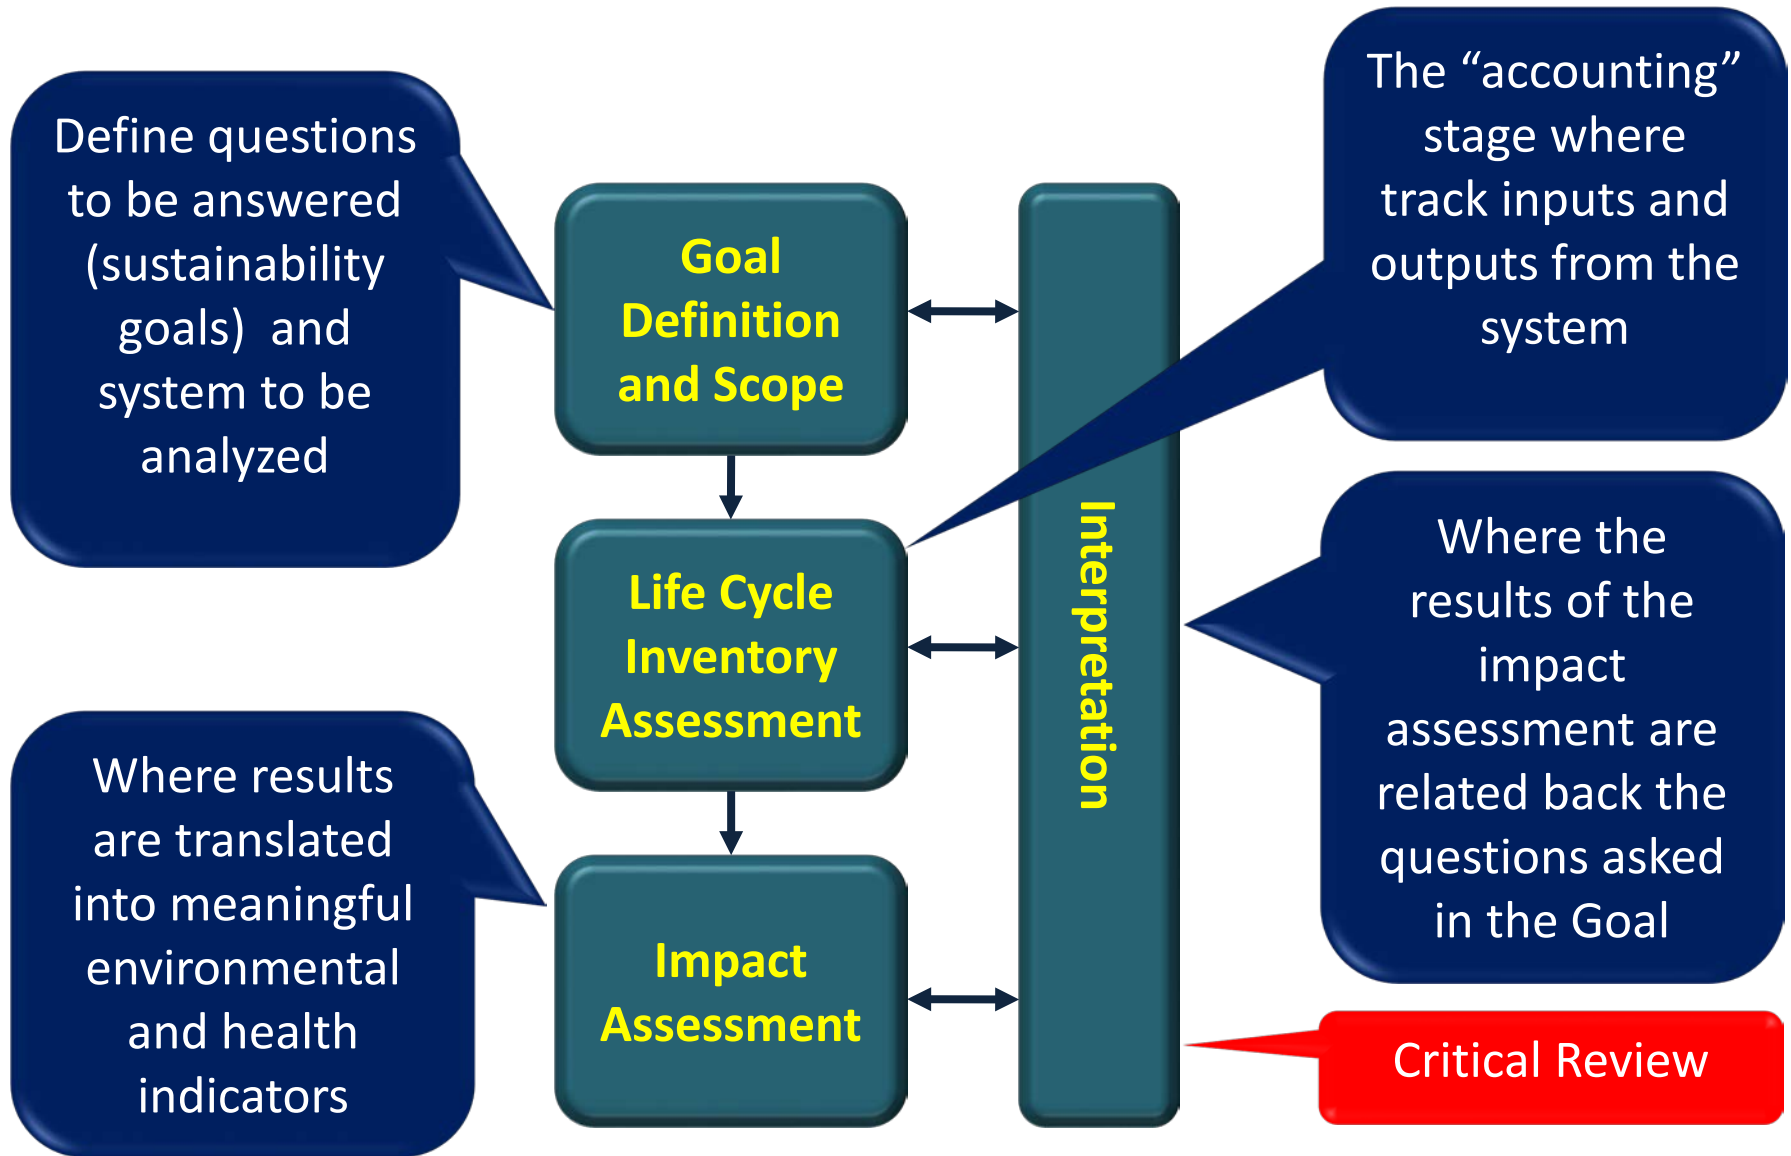 Define questions
to be answered
(sustainability
goals)  and
system to be
analyzed
Goal
Definition
and Scope
The “accounting”
stage where
track inputs and
outputs from the
system
Life Cycle
Inventory
Assessment
Interpretation
Where the
results of the
impact
assessment are
related back the
questions asked
in the Goal
Where results
are translated
into meaningful
environmental
and health
indicators
Impact
Assessment
Critical Review